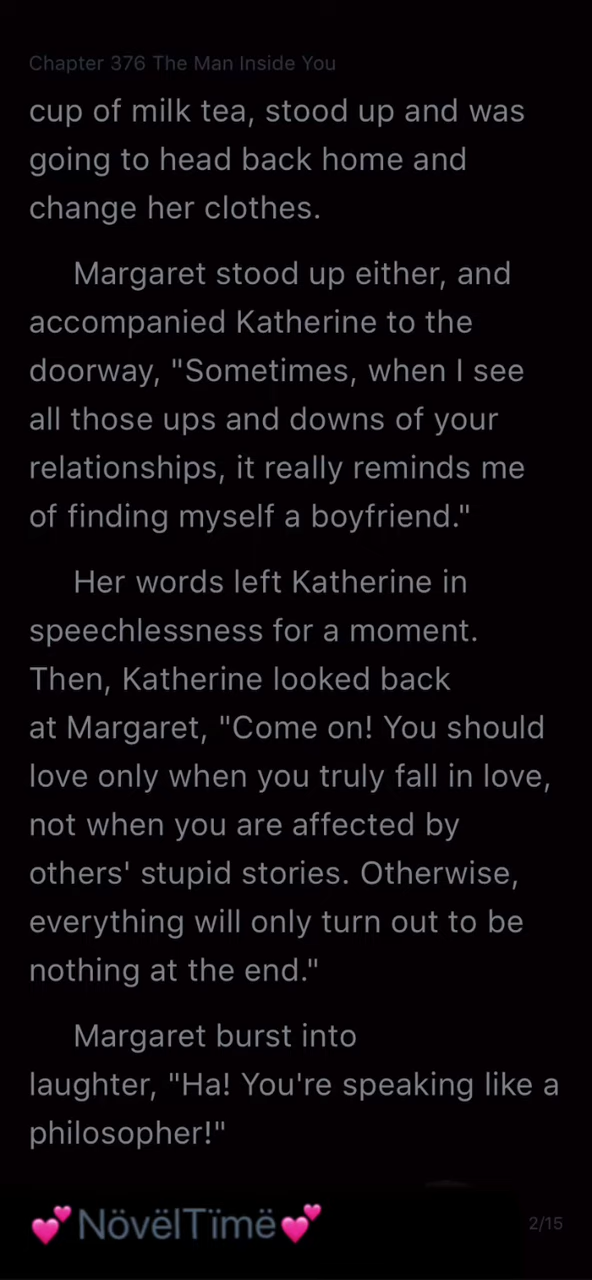 Chapter 376 The Man Inside You
cup of milk tea, stood up and was
going to head back home and
change her clothes.
Margaret stood up either, and
accompanied Katherine to the
doorway, "Sometimes, when I see
all those ups and downs of your
relationships, it really reminds me
of finding myself a boyfriend."
Her words left Katherine in
speechlessness for a moment.
Then, Katherine looked back
at Margaret, "Come on! You should
love only when you truly fall in love,
not when you are affected by
others' stupid stories. Otherwise,
everything will only turn out to be
nothing at the end."
Margaret burst into
laughter, "Ha! You're speaking like a
philosopher!"
💕NövëlTïmë💕
2/15